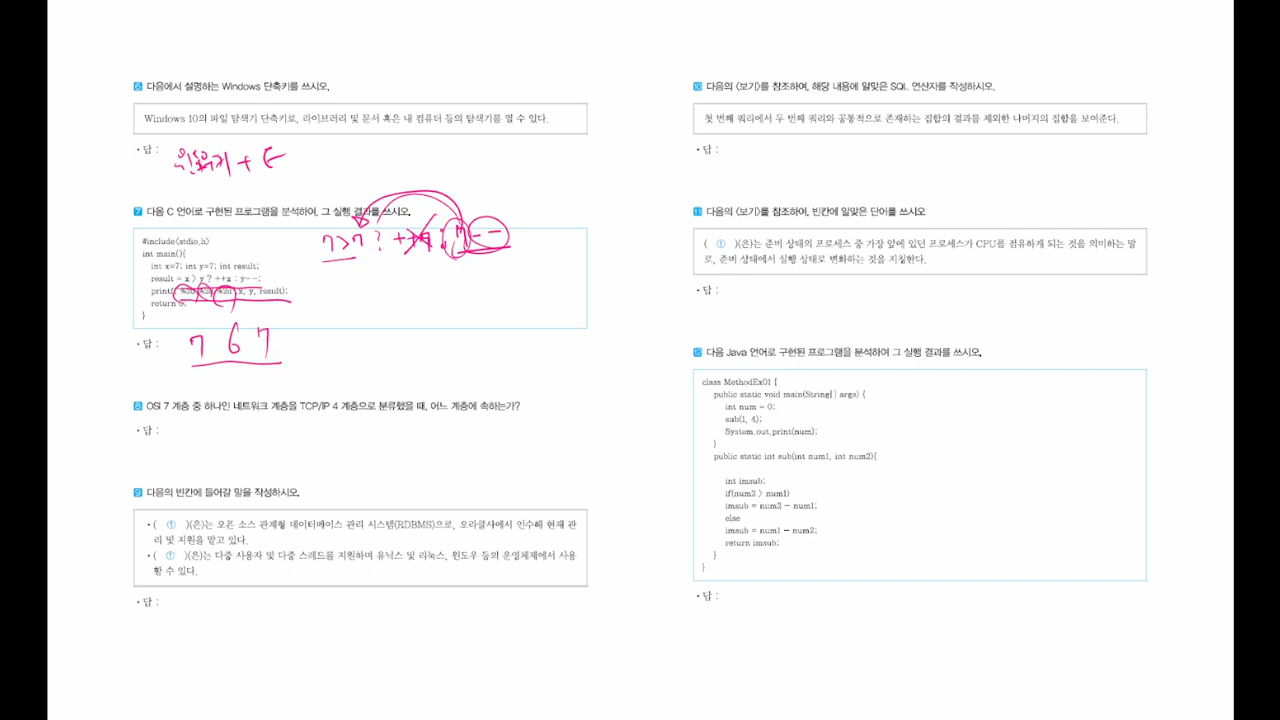 6 다음에서 설명하는 Windows 단축키를 쓰시오.
Windows 10의 파일 탐색기 단축키로, 라이브러리 및 문서 혹은 내 컴퓨터 등의 탐색기를 열 수 있다.
• 답 :
윈도우키 + E
7 다음 C 언어로 구현된 프로그램을 분석하여, 그 실행 결과를 쓰시오.
7>7 ? ++x : 7--
#include<stdio.h>
int main(){
int x=7; int y=7; int result;
result = x > y ? ++x : y--;
printf("%2d%2d%2d", x, y, result);
return 0;
}
• 답 :
7 6 7
8 OSI 7 계층 중 하나인 네트워크 계층을 TCP/IP 4 계층으로 분류했을 때, 어느 계층에 속하는가?
• 답 :
9 다음의 빈칸에 들어갈 말을 작성하시오.
• ( ① )(은)는 오픈 소스 관계형 데이터베이스 관리 시스템(RDBMS)으로, 오라클사에서 인수해 현재 관
리 및 지원을 맡고 있다.
• ( ① )(은)는 다중 사용자 및 다중 스레드를 지원하며 유닉스 및 리눅스, 윈도우 등의 운영체제에서 사용
할 수 있다.
• 답 :
10 다음의 <보기>를 참조하여, 해당 내용에 알맞은 SQL 연산자를 작성하시오.
첫 번째 쿼리에서 두 번째 쿼리와 공통적으로 존재하는 집합의 결과를 제외한 나머지의 집합을 보여준다.
• 답 :
11 다음의 <보기>를 참조하여, 빈칸에 알맞은 단어를 쓰시오
( ① )(은)는 준비 상태의 프로세스 중 가장 앞에 있던 프로세스가 CPU를 점유하게 되는 것을 의미하는 말
로, 준비 상태에서 실행 상태로 변화하는 것을 지칭한다.
• 답 :
12 다음 Java 언어로 구현된 프로그램을 분석하여 그 실행 결과를 쓰시오.
class MethodEx01 {
public static void main(String[] args) {
int num = 0;
sub(1, 4);
System.out.print(num);
}
public static int sub(int num1, int num2){
int imsub;
if(num2 > num1)
imsub = num2 - num1;
else
imsub = num1 - num2;
return imsub;
}
}
• 답 :